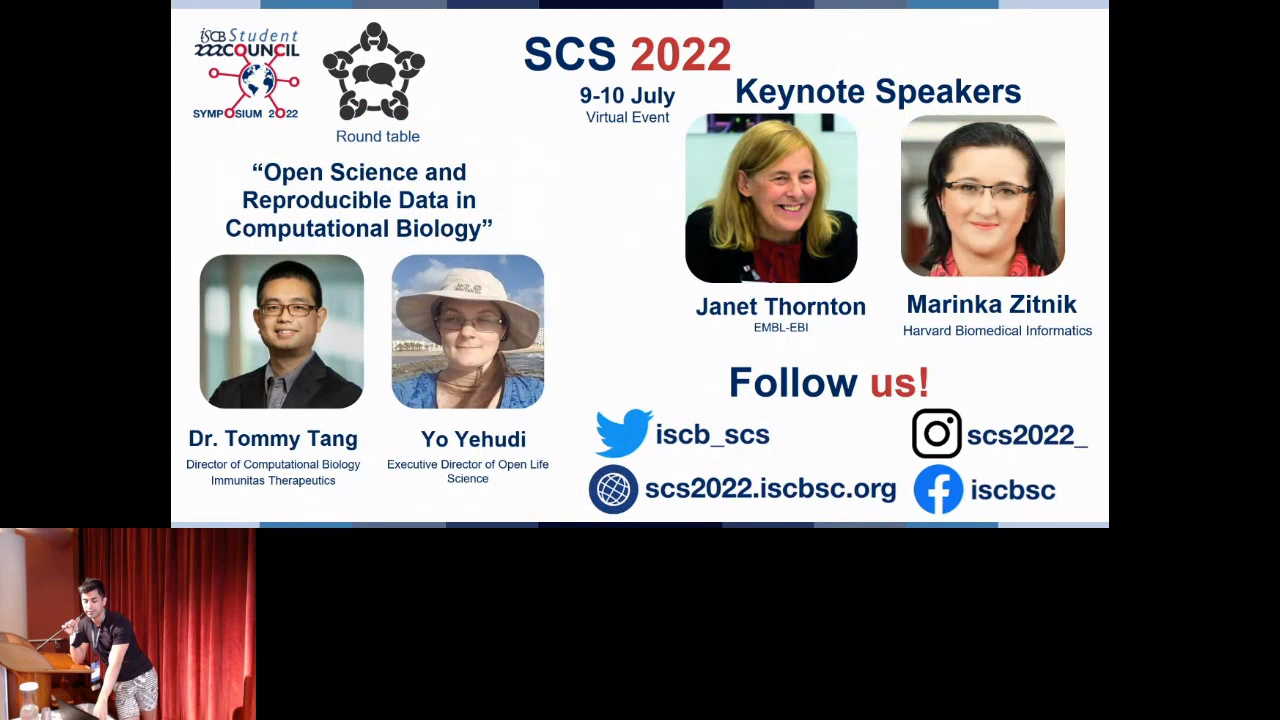 iSCB Student
COUNCIL
SYMPOSIUM 2022
Round table
“Open Science and
Reproducible Data in
Computational Biology”
Dr. Tommy Tang
Director of Computational Biology
Immunitas Therapeutics
Yo Yehudi
Executive Director of Open Life
Science
SCS 2022
9-10 July
Virtual Event
Keynote Speakers
Janet Thornton
EMBL-EBI
Marinka Zitnik
Harvard Biomedical Informatics
Follow us!
iscb_scs
scs2022_
scs2022.iscbsc.org
iscbsc